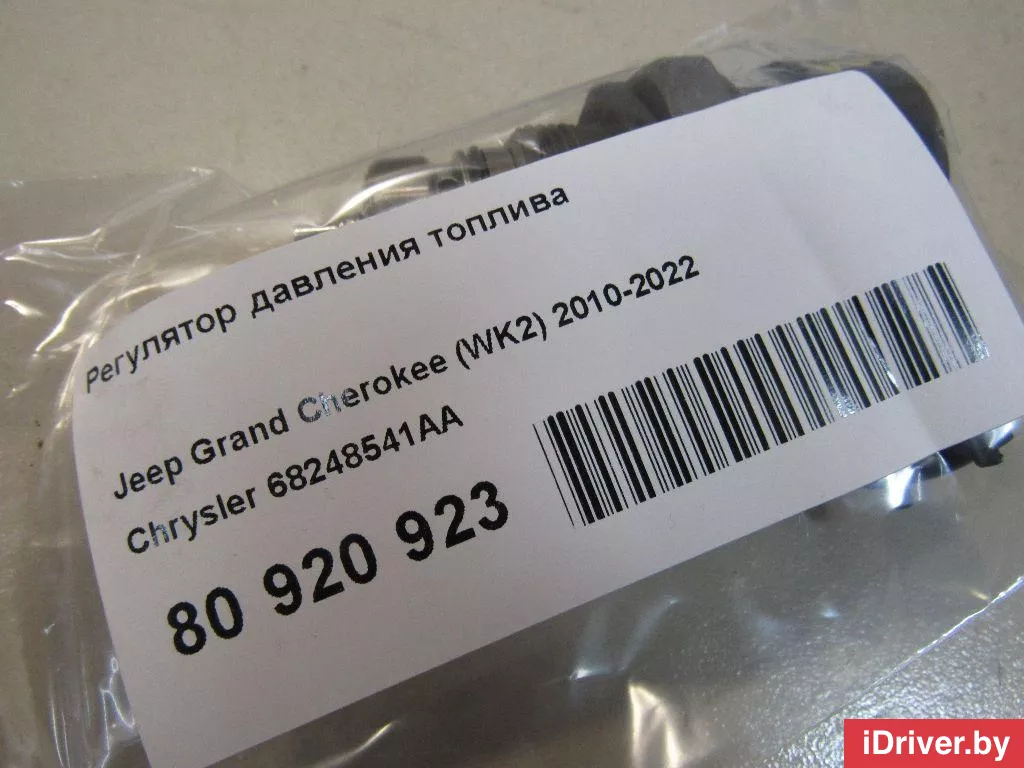 Регулятор давления топлива
Jeep Grand Cherokee (WK2) 2010-2022
Chrysler 68248541AA
80 920 923
iDriver.by